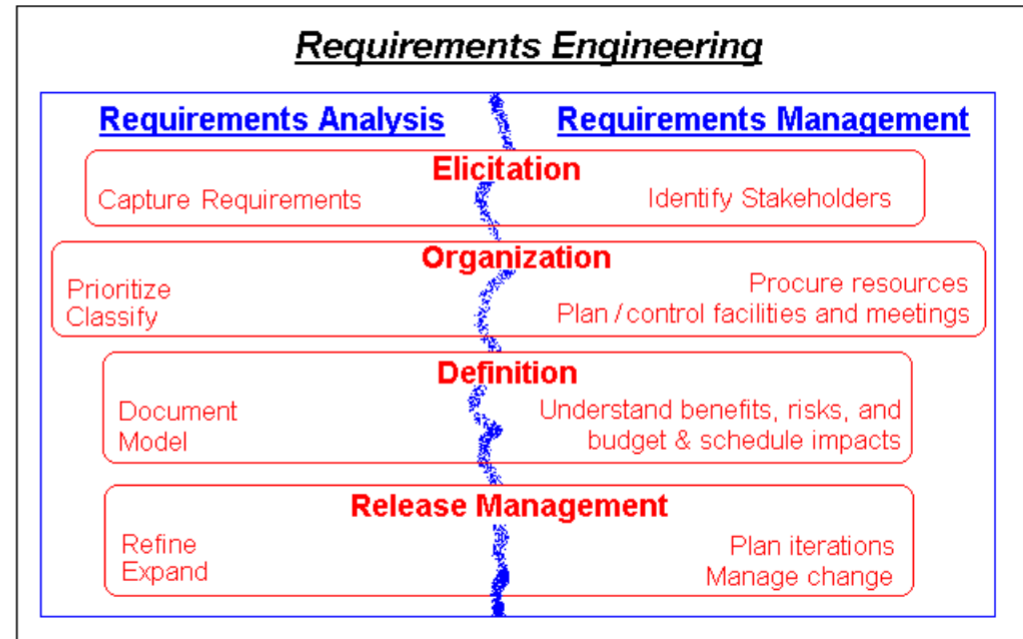 Requirements Engineering
Requirements Analysis
Requirements Management
Elicitation
Capture Requirements
Identify Stakeholders
Organization
Prioritize
Classify
Procure resources
Plan / control facilities and meetings
Definition
Document
Model
Understand benefits, risks, and
budget & schedule impacts
Release Management
Refine
Expand
Plan iterations
Manage change